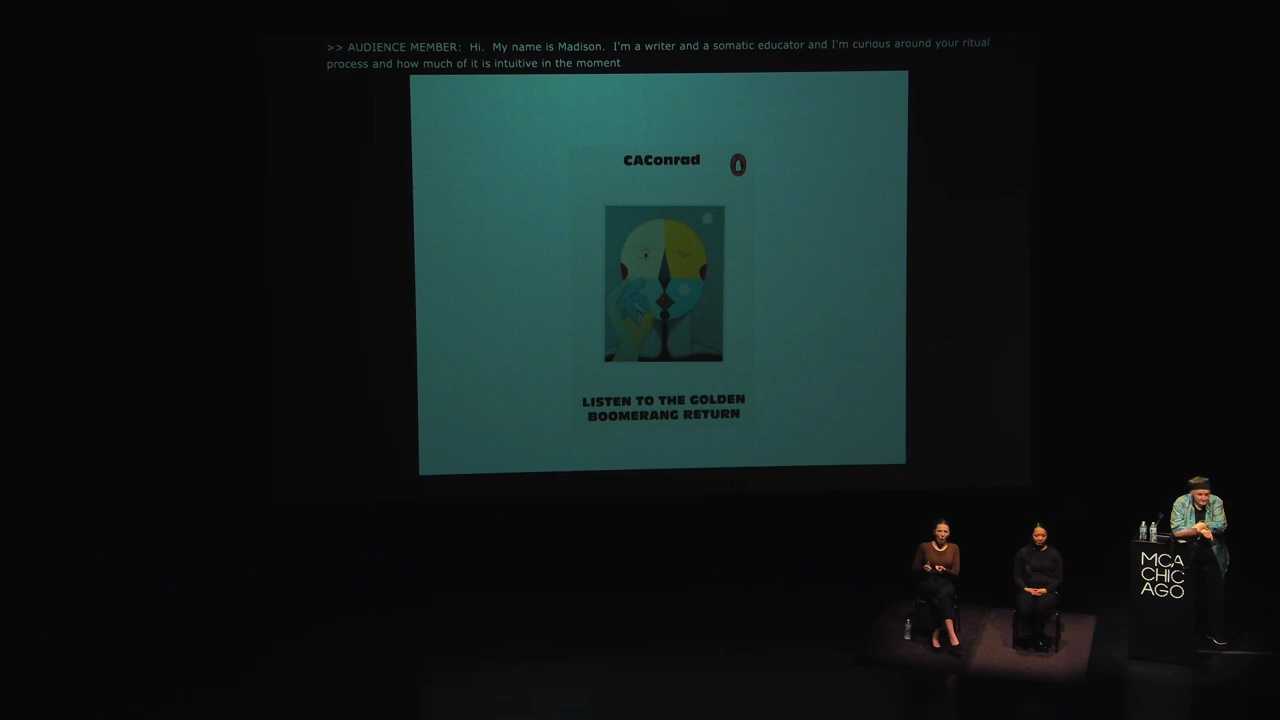 >> AUDIENCE MEMBER:  Hi.  My name is Madison.  I'm a writer and a somatic educator and I'm curious around your ritual
process and how much of it is intuitive in the moment
CAConrad
LISTEN TO THE GOLDEN
BOOMERANG RETURN
MCA
CHIC
AGO